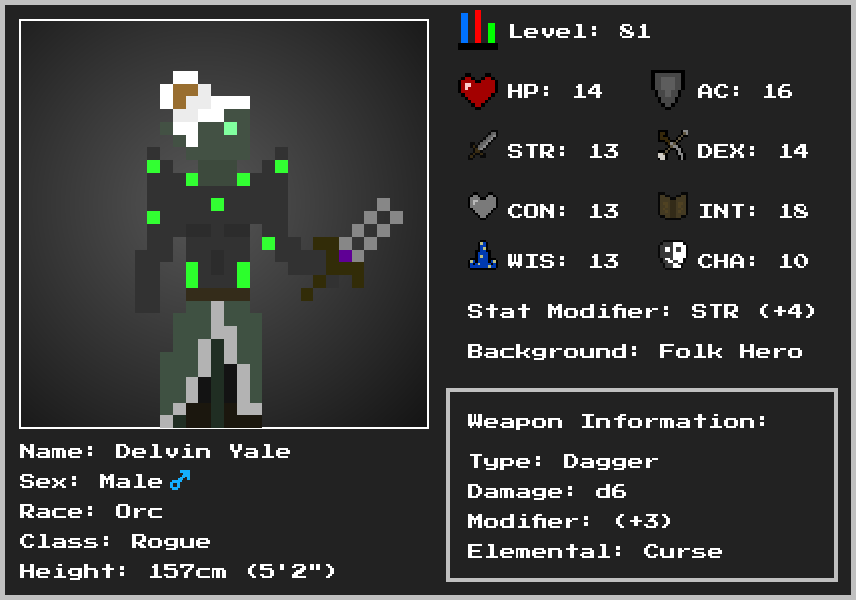 Level: 81
HP: 14
AC: 16
STR: 13
DEX: 14
CON: 13
INT: 18
WIS: 13
CHA: 10
Stat Modifier: STR (+4)
Background: Folk Hero
Weapon Information:
Type: Dagger
Damage: d6
Modifier: (+3)
Elemental: Curse
Name: Delvin Yale
Sex: Male ♂
Race: Orc
Class: Rogue
Height: 157cm (5'2")